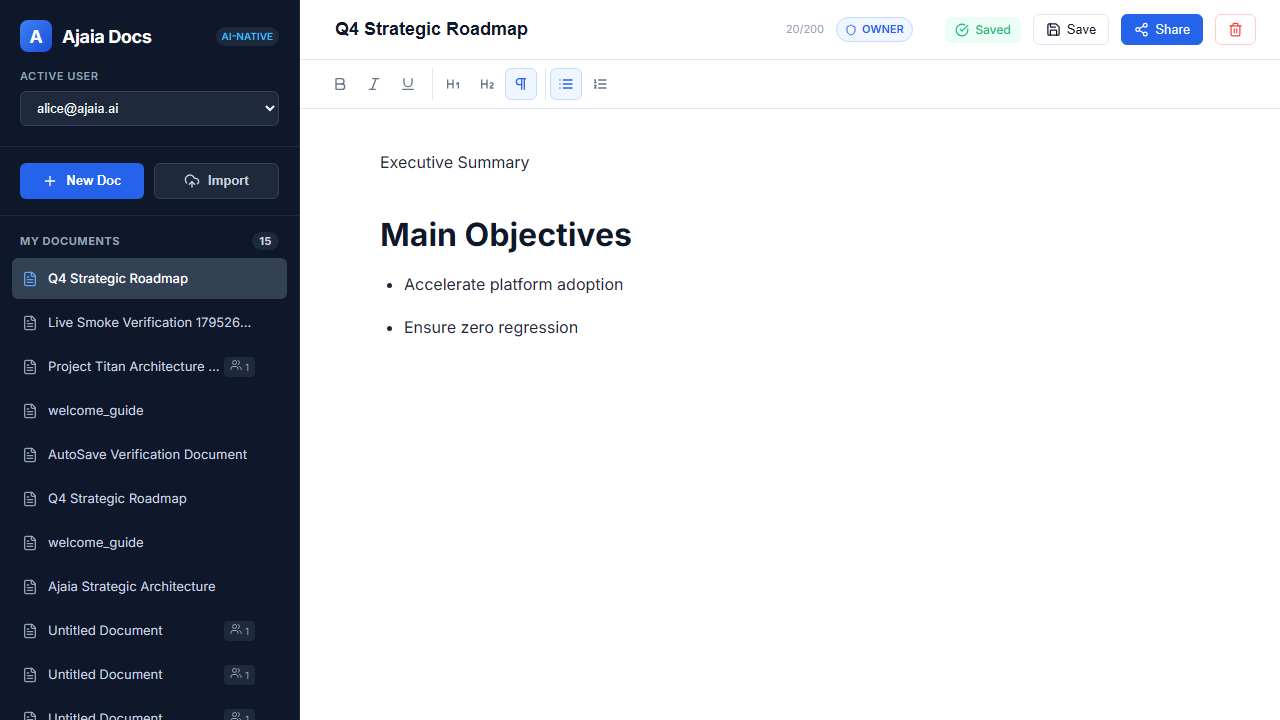 A Ajaia Docs AI-NATIVE
ACTIVE USER
alice@ajaia.ai
New Doc Import
MY DOCUMENTS 15
Q4 Strategic Roadmap
Live Smoke Verification 179526...
Project Titan Architecture ... 1
welcome_guide
AutoSave Verification Document
Q4 Strategic Roadmap
welcome_guide
Ajaia Strategic Architecture
Untitled Document 1
Untitled Document 1
Untitled Document 1
Q4 Strategic Roadmap 20/200 OWNER Saved Save Share
B I U H1 H2
Executive Summary
Main Objectives
• Accelerate platform adoption
• Ensure zero regression